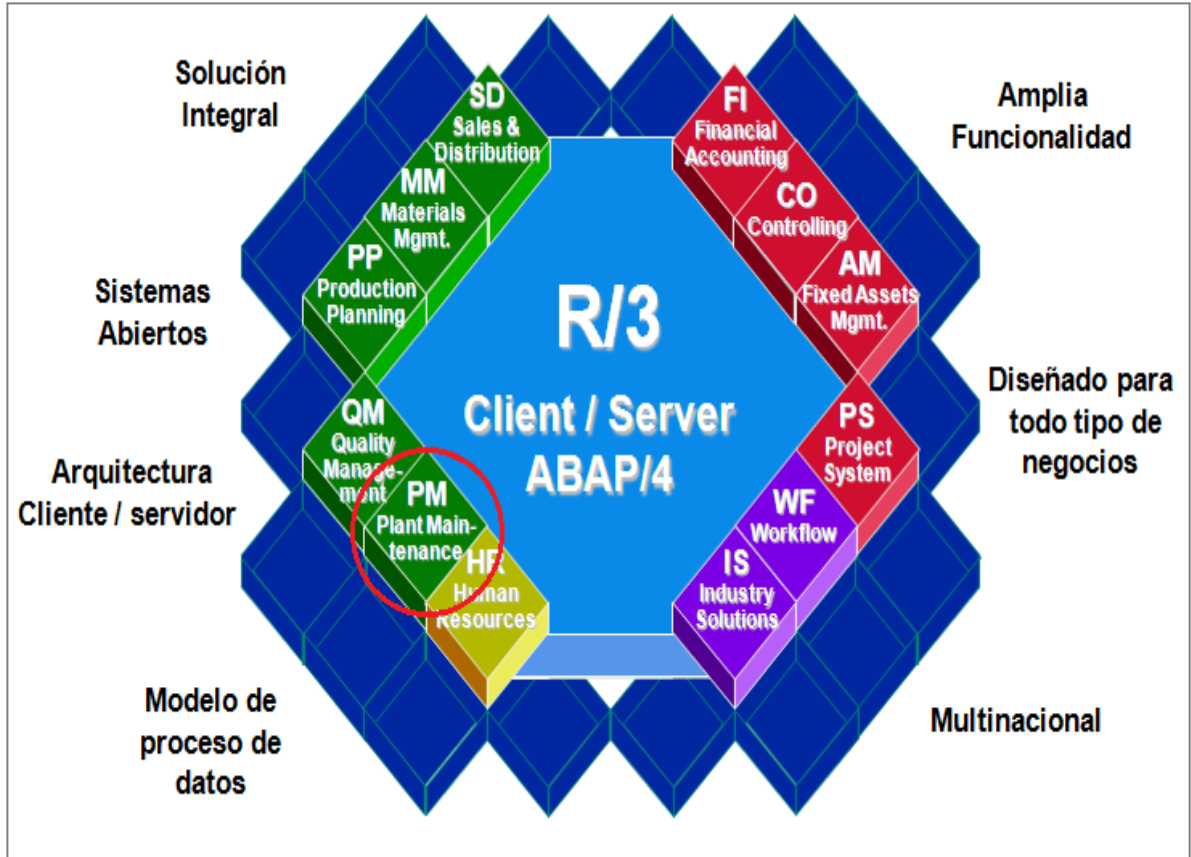 Solución
Integral
Sistemas
Abiertos
Arquitectura
Cliente / servidor
Modelo de
proceso de
datos
SD
Sales &
Distribution
MM
Materials
Mgmt.
PP
Production
Planning
QM
Quality
Manage-
ment
PM
Plant Main-
tenance
HR
Human
Resources
R/3
Client / Server
ABAP/4
FI
Financial
Accounting
CO
Controlling
AM
Fixed Assets
Mgmt.
PS
Project
System
WF
Workflow
IS
Industry
Solutions
Amplia
Funcionalidad
Diseñado para
todo tipo de
negocios
Multinacional